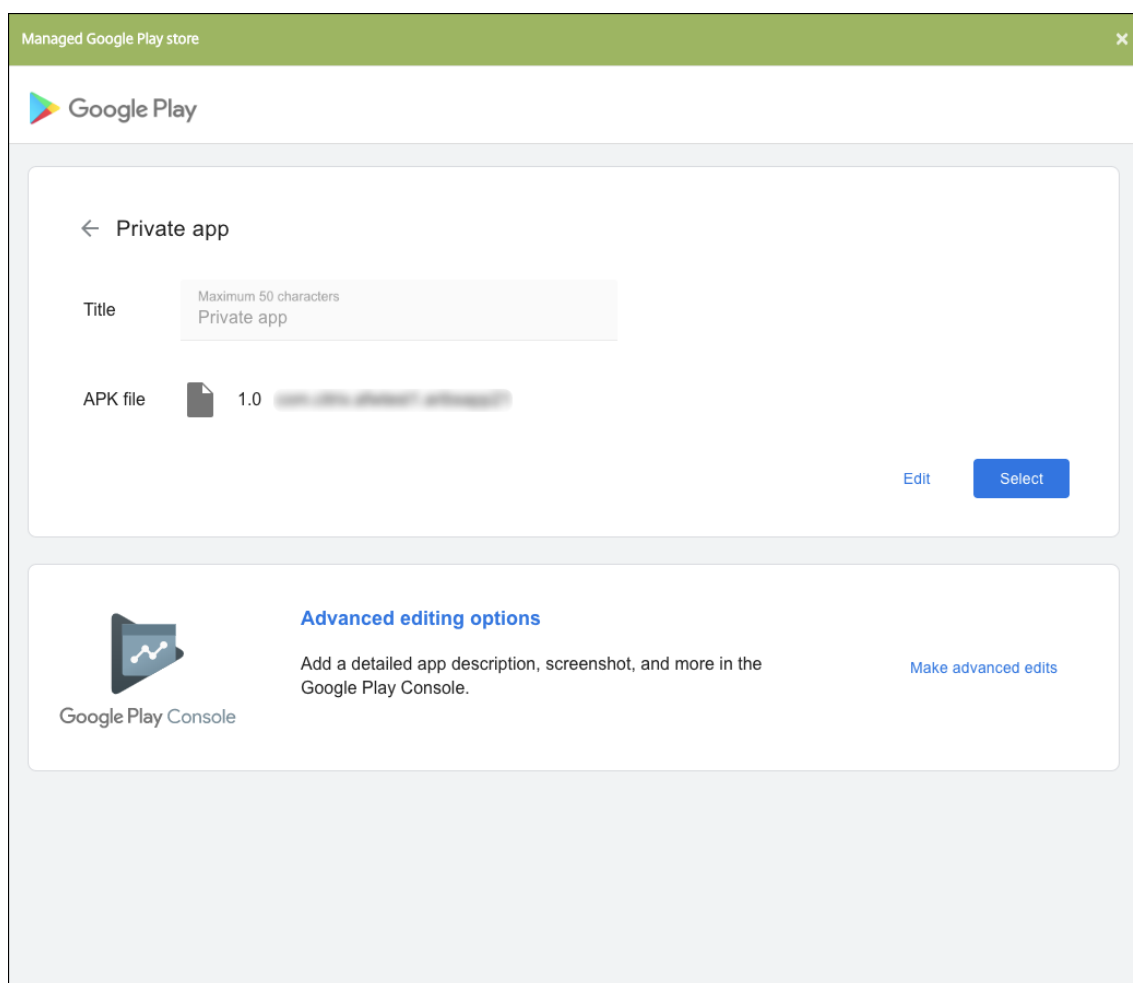 Managed Google Play store
Google Play
Private app
Title
Maximum 50 characters
Private app
APK file 1.0
Edit Select
Advanced editing options
Add a detailed app description, screenshot, and more in the
Google Play Console.
Make advanced edits
Google Play Console